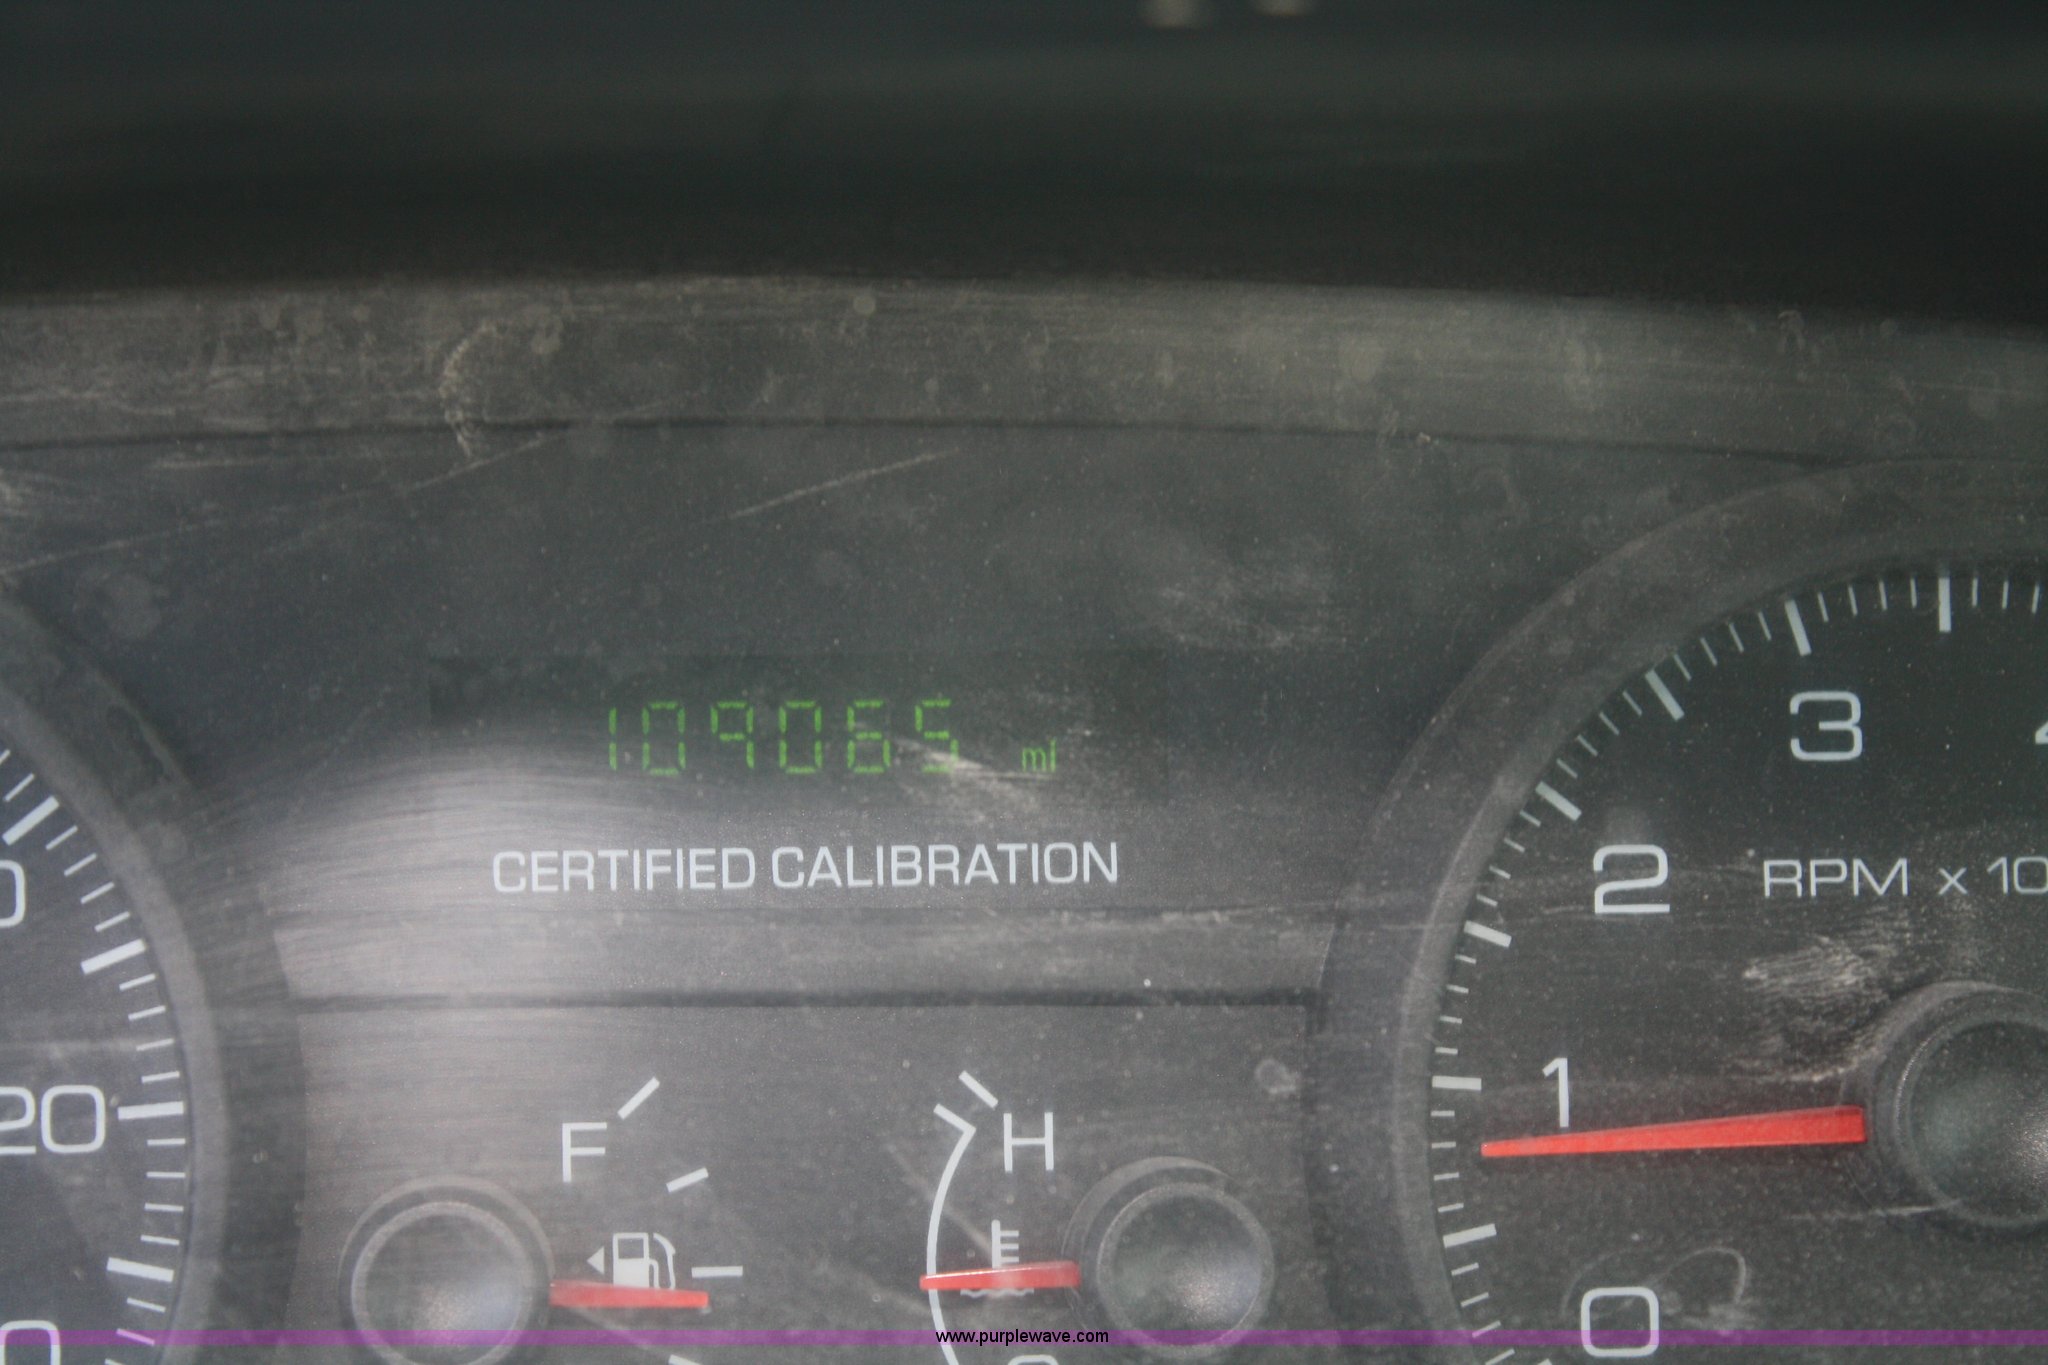 109065 mi
CERTIFIED CALIBRATION
3
2
RPM x 10
1
0
20
F
H
www.purplewave.com